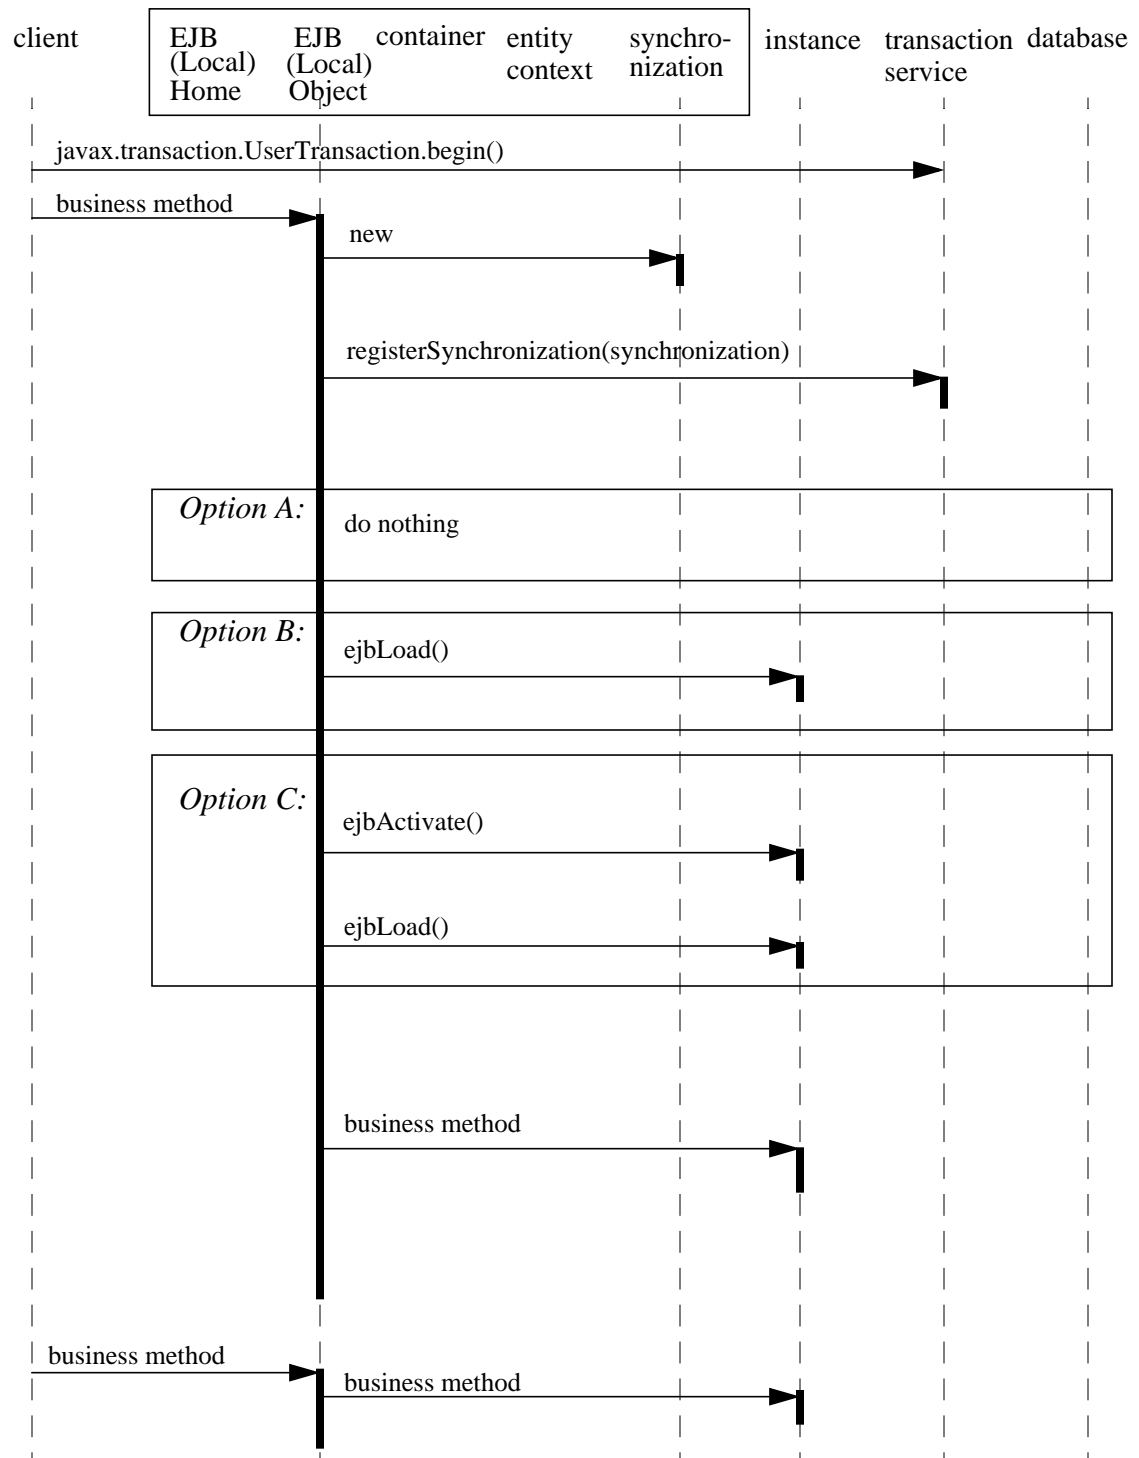 client
EJB
(Local)
Home
EJB
(Local)
Object
container
entity
context
synchro-
nization
instance
transaction
service
database
javax.transaction.UserTransaction.begin()
business method
new
registerSynchronization(synchronization)
Option A:
do nothing
Option B:
ejbLoad()
Option C:
ejbActivate()
ejbLoad()
business method
business method
business method